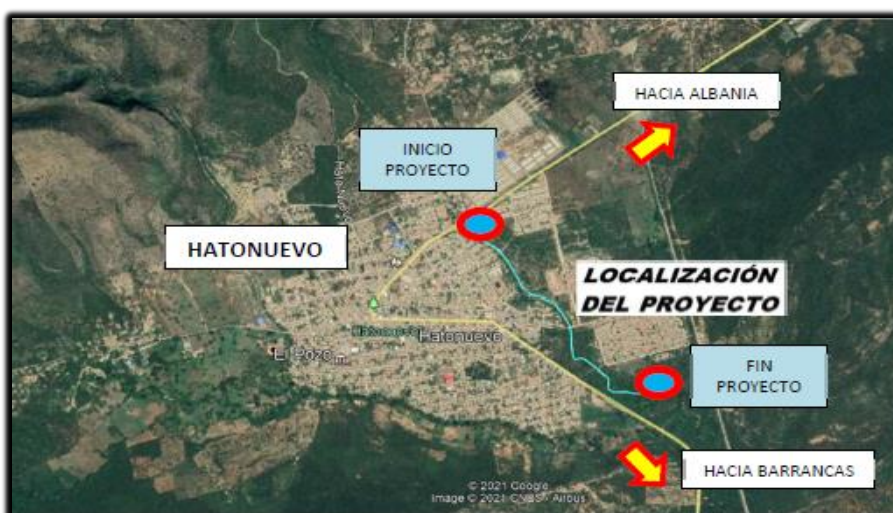 HACIA ALBANIA
INICIO
PROYECTO
HATONUEVO
LOCALIZACIÓN
DEL PROYECTO
Hatonuevo
El Pozo
FIN
PROYECTO
HACIA BARRANCAS
© 2021 Google
Image © 2021 CNES / Airbus